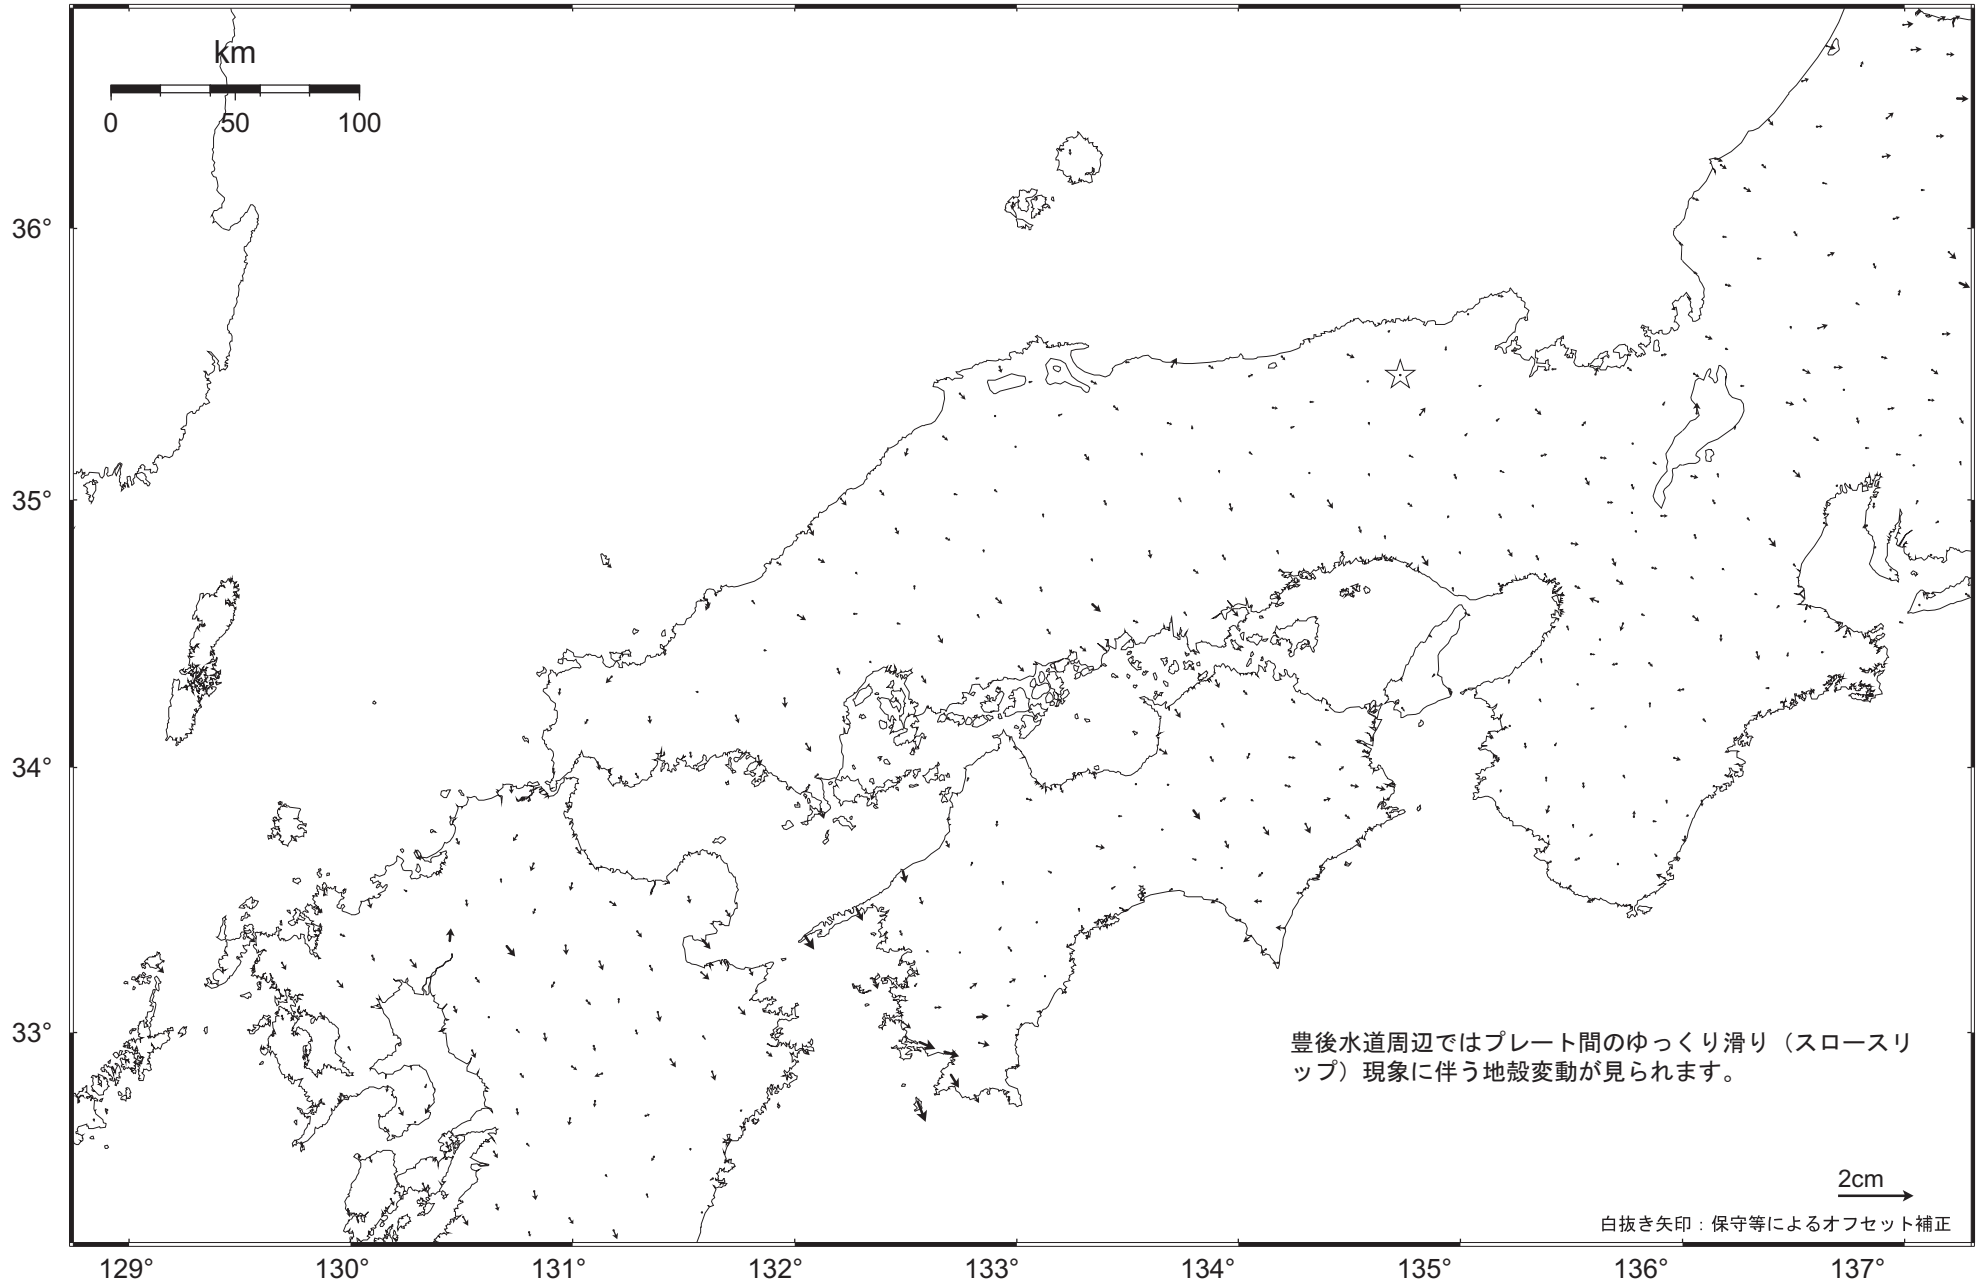 km
0 50 100
36°
35°
34°
33°
豊後水道周辺ではプレート間のゆっくり滑り（スロースリ
ップ）現象に伴う地殻変動が見られます。
2cm
白抜き矢印：保守等によるオフセット補正
129° 130° 131° 132° 133° 134° 135° 136° 137°